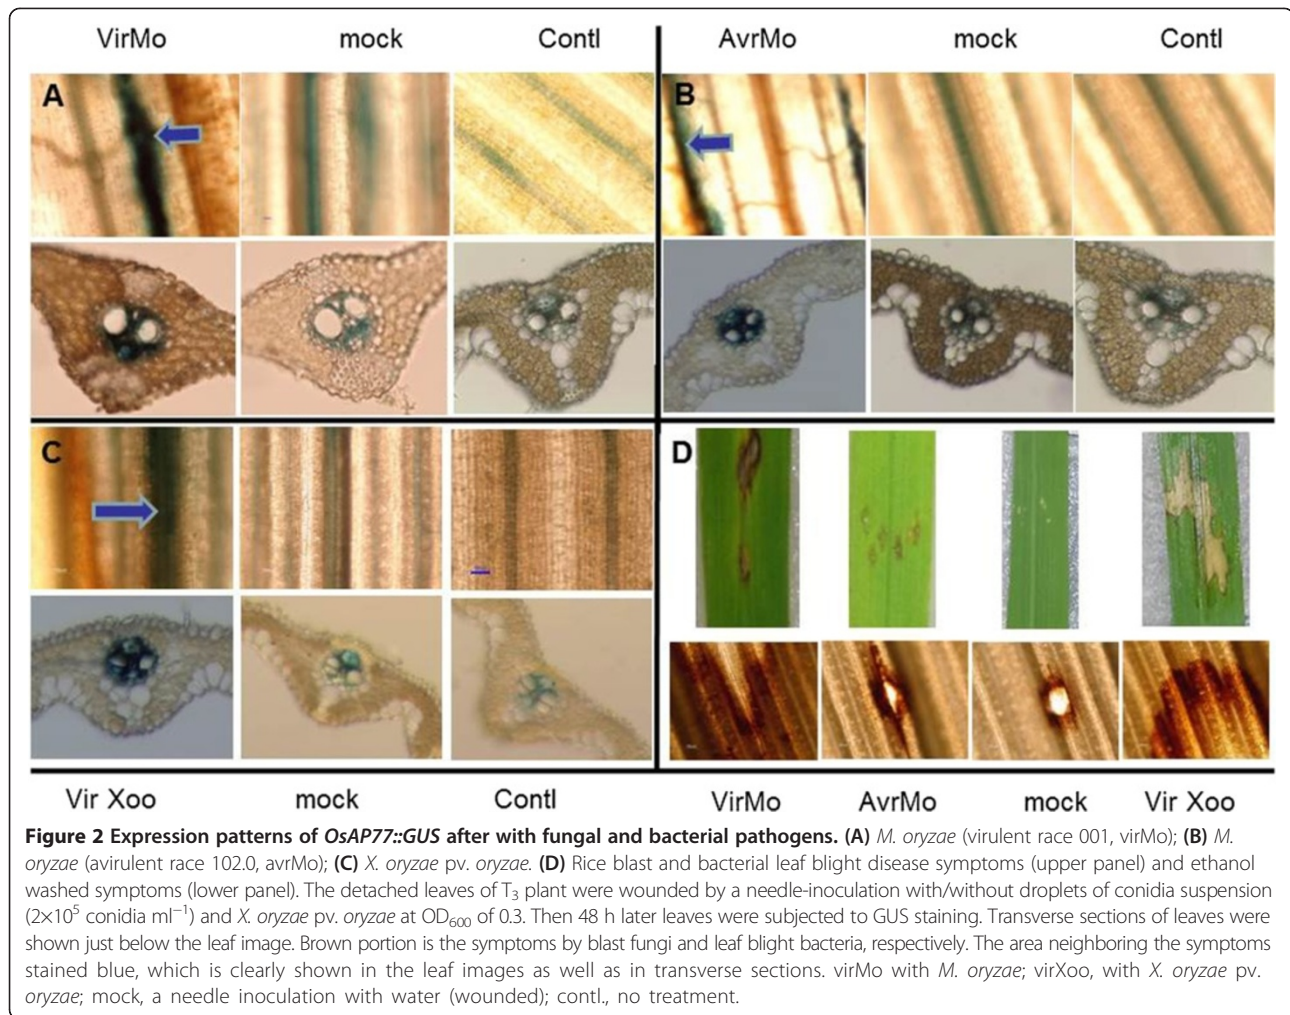 VirMo mock Contl AvrMo mock Contl
A B
C D
Vir Xoo mock Contl VirMo AvrMo mock Vir Xoo
Figure 2 Expression patterns of OsAP77::GUS after with fungal and bacterial pathogens. (A) M. oryzae (virulent race 001, virMo); (B) M.
oryzae (avirulent race 102.0, avrMo); (C) X. oryzae pv. oryzae. (D) Rice blast and bacterial leaf blight disease symptoms (upper panel) and ethanol
washed symptoms (lower panel). The detached leaves of T₃ plant were wounded by a needle-inoculation with/without droplets of conidia suspension
(2×10⁵ conidia ml⁻¹) and X. oryzae pv. oryzae at OD₆₀₀ of 0.3. Then 48 h later leaves were subjected to GUS staining. Transverse sections of leaves were
shown just below the leaf image. Brown portion is the symptoms by blast fungi and leaf blight bacteria, respectively. The area neighboring the symptoms
stained blue, which is clearly shown in the leaf images as well as in transverse sections. virMo with M. oryzae; virXoo, with X. oryzae pv.
oryzae; mock, a needle inoculation with water (wounded); contl., no treatment.